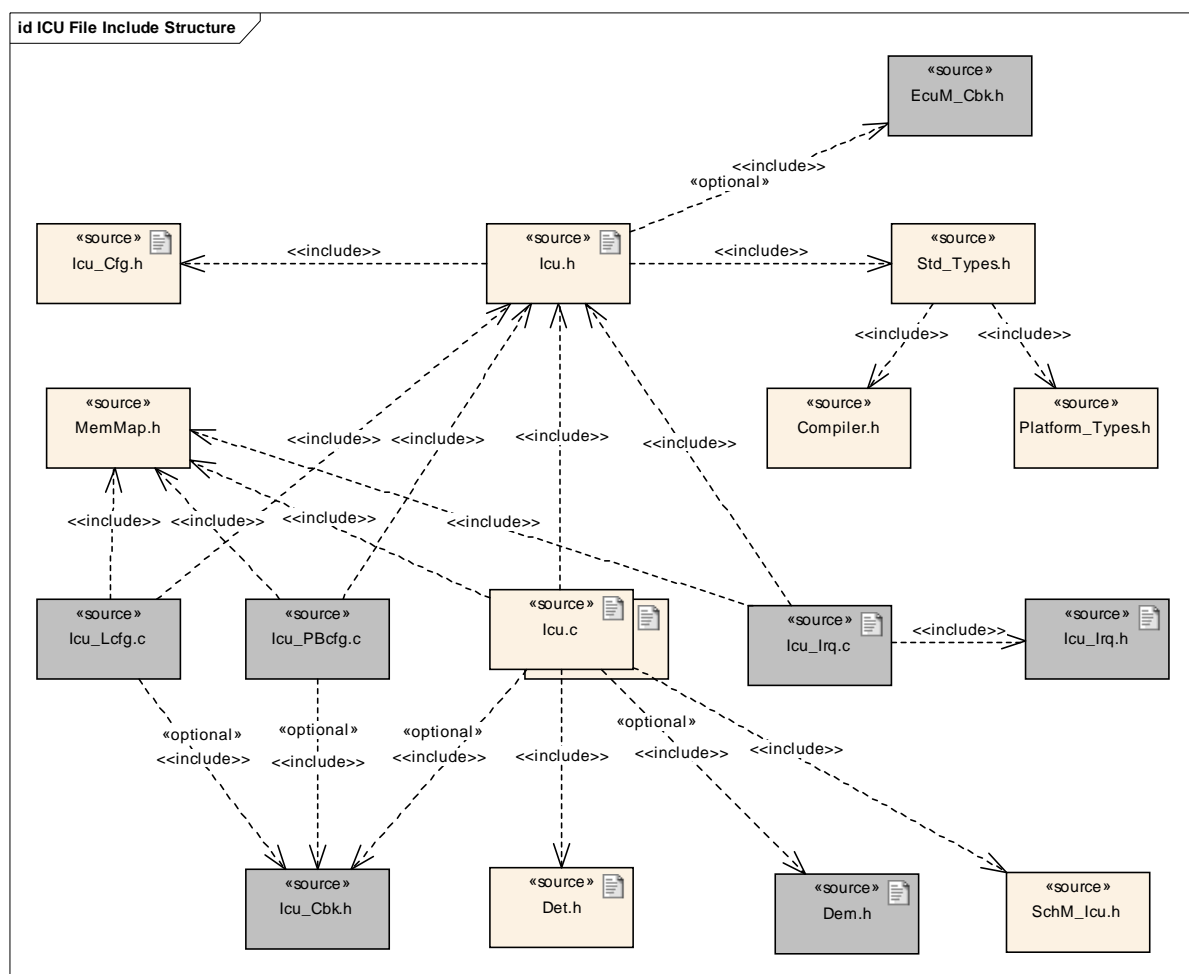 id ICU File Include Structure
«source»
EcuM_Cbk.h
<<include>>
«optional»
«source»
Icu_Cfg.h
<<include>>
«source»
Icu.h
<<include>>
«source»
Std_Types.h
<<include>>
<<include>>
«source»
MemMap.h
«source»
Compiler.h
«source»
Platform_Types.h
<<include>>
<<include>>
<<include>>
<<include>>
<<include>>
<<include>>
<<include>>
<<include>>
«source»
Icu_Lcfg.c
«source»
Icu_PBcfg.c
«source»
Icu.c
«source»
Icu_Irq.c
<<include>>
«source»
Icu_Irq.h
«optional»
<<include>>
«optional»
<<include>>
«optional»
<<include>>
<<include>>
«optional»
<<include>>
<<include>>
«source»
Icu_Cbk.h
«source»
Det.h
«source»
Dem.h
«source»
SchM_Icu.h